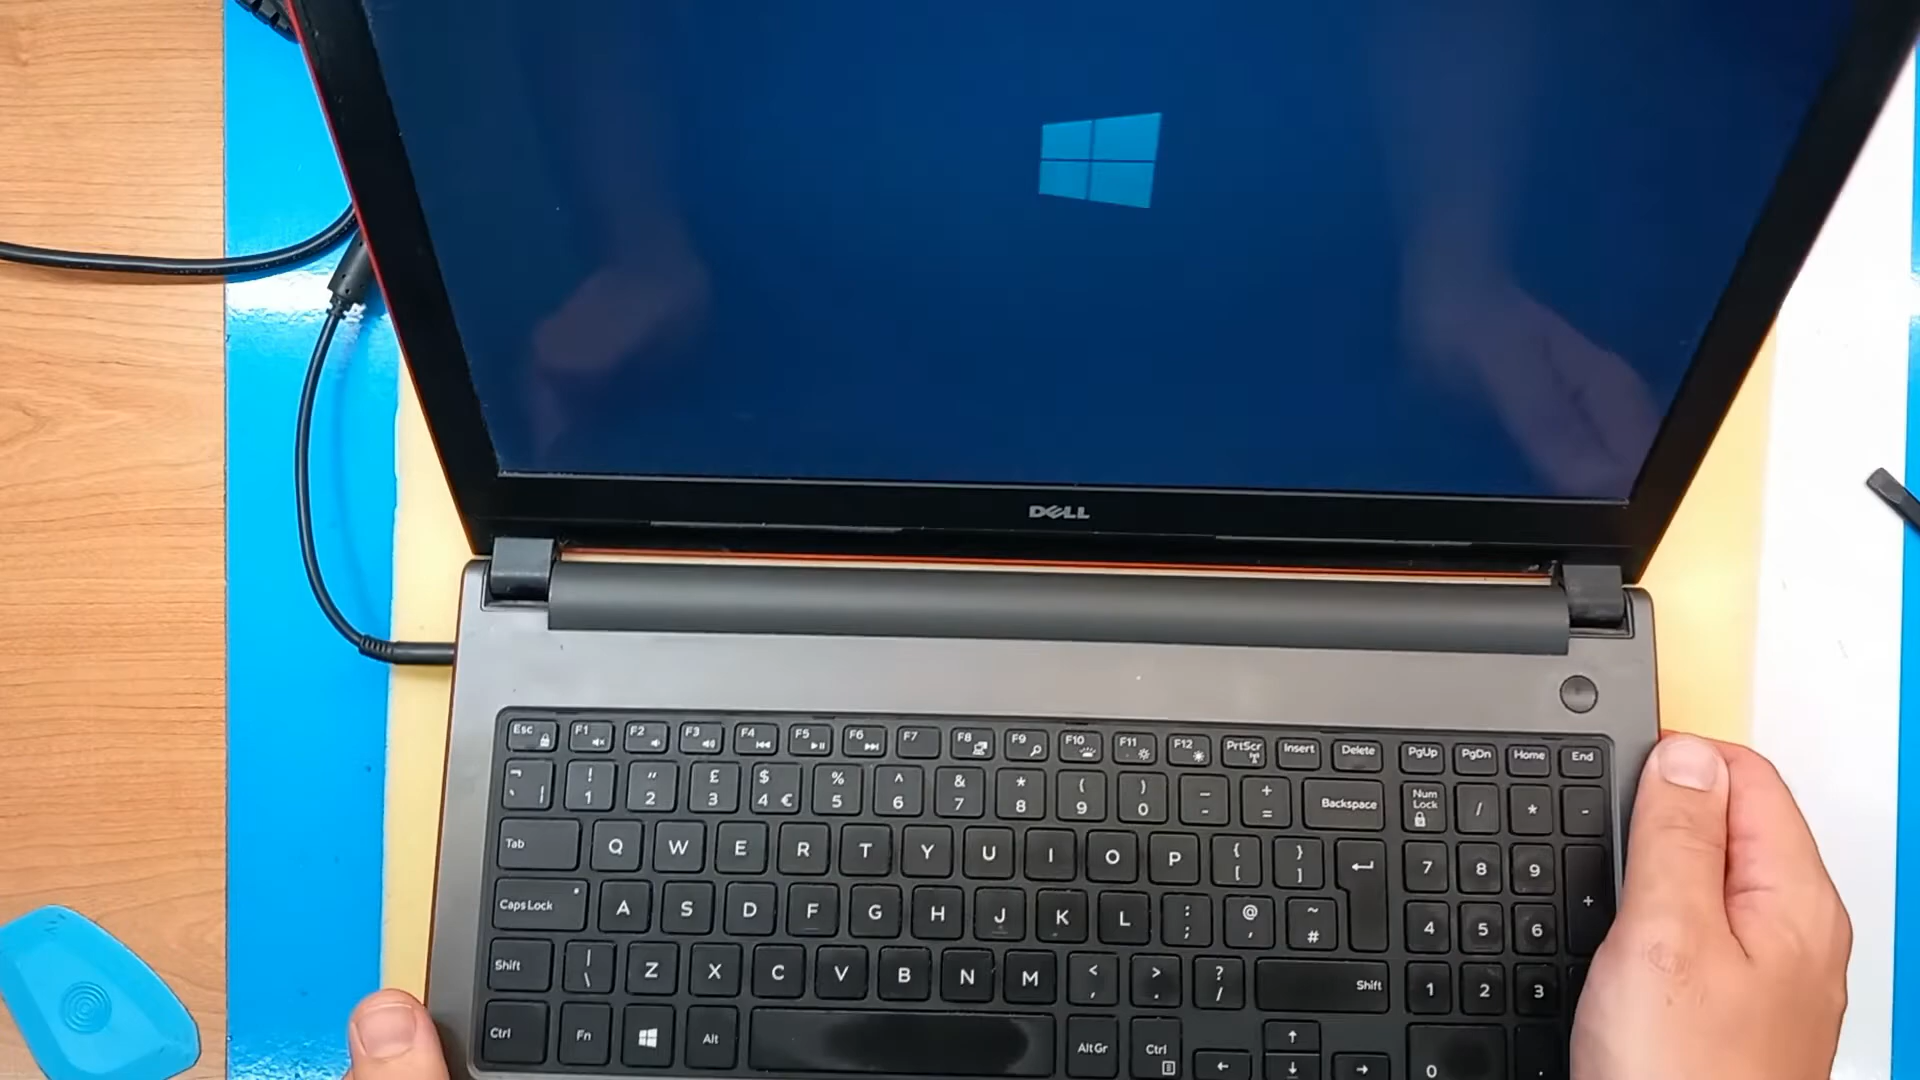 DELL
Esc F1 F2 F3 F4 F5 F6 F7 F8 F9 F10 F11 F12 PrtScr Insert Delete PgUp PgDn Home End
¬ ! " £ $ % ^ & * ( ) _ +
` | 1 2 3 4 € 5 6 7 8 9 0 - = Backspace Num Lock / * -
Tab Q W E R T Y U I O P { [ } ] 7 8 9 +
Caps Lock A S D F G H J K L : ; @ ' ~ # 4 5 6
Shift | \ Z X C V B N M < , > . ? / Shift 1 2 3
Ctrl Fn Alt Alt Gr Ctrl 0 .